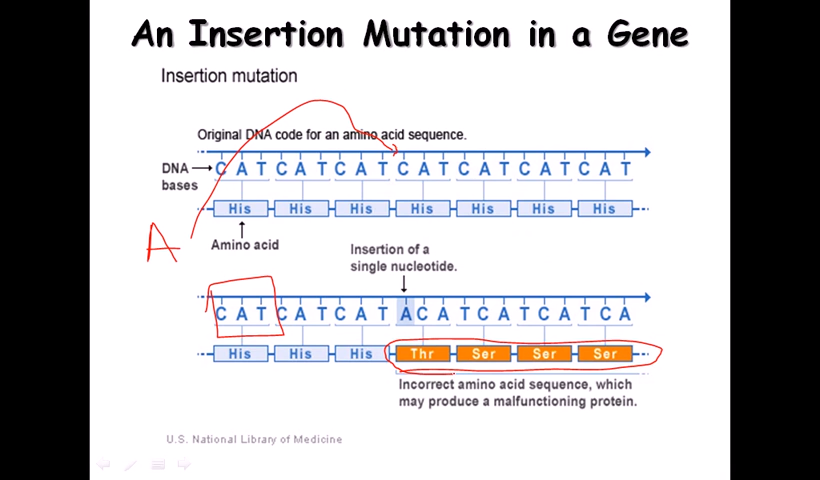 An Insertion Mutation in a Gene
Insertion mutation
Original DNA code for an amino acid sequence.
DNA bases
C A T C A T C A T C A T C A T C A T C A T
His His His His His His His
Amino acid
A
Insertion of a
single nucleotide.
C A T C A T C A T A C A T C A T C A T C A
His His His Thr Ser Ser Ser
Incorrect amino acid sequence, which
may produce a malfunctioning protein.
U.S. National Library of Medicine